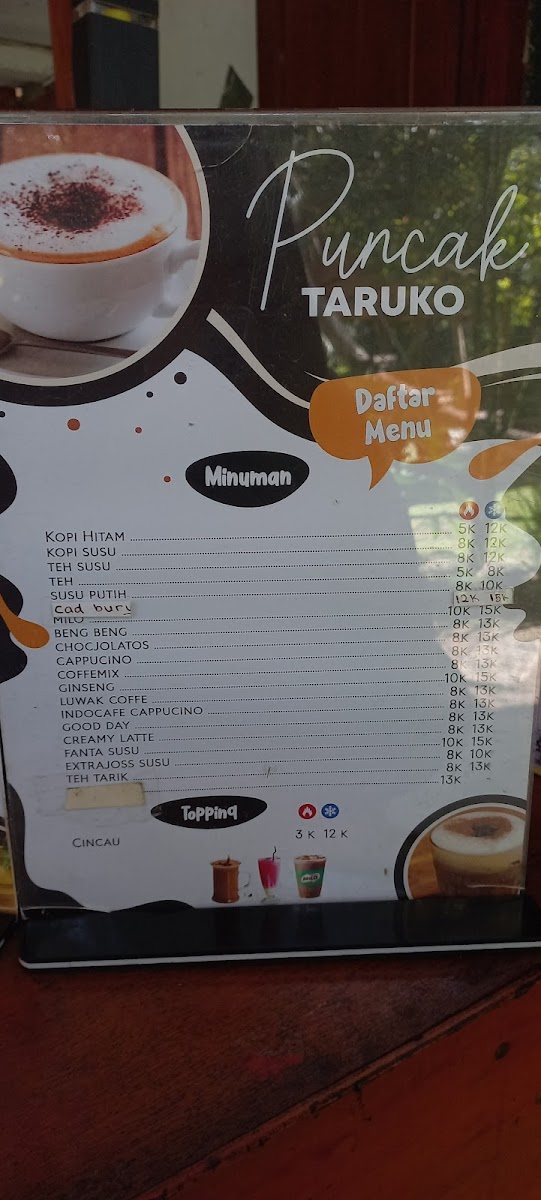 Puncak
TARUKO
Daftar
Menu
Minuman
KOPI HITAM 5K 12K
KOPI SUSU 8K 12K
TEH SUSU 8K 12K
TEH 5K 8K
SUSU PUTIH 8K 10K
Cad bury 12K 15K
MILO 10K 15K
BENG BENG 8K 13K
CHOCJOLATOS 8K 13K
CAPPUCINO 8K 13K
COFFEMIX 8K 13K
GINSENG 10K 15K
LUWAK COFFE 8K 13K
INDOCAFE CAPPUCINO 8K 13K
GOOD DAY 8K 13K
CREAMY LATTE 8K 13K
FANTA SUSU 10K 15K
EXTRAJOSS SUSU 8K 10K
TEH TARIK 8K 13K
13K
Topping
CINCAU 3 K 12 K